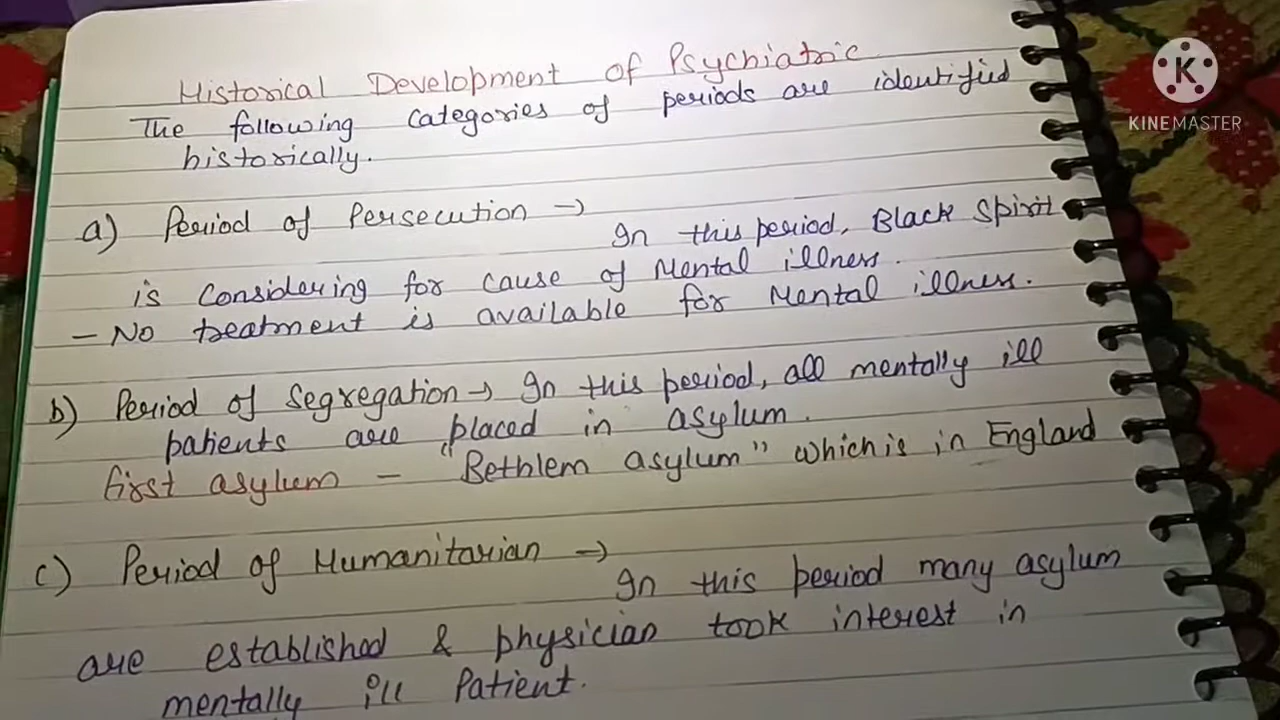 Historical Development of Psychiatric
The following categories of periods are identified
historically.
a) Period of Persecution →
In this period, Black Spirit
is considering for cause of Mental illness.
- No treatment is available for Mental illness.
b) Period of Segregation → In this period, all mentally ill
patients are placed in asylum.
first asylum - "Bethlem asylum" which is in England
c) Period of Humanitarian →
In this period many asylum
are established & physician took interest in
mentally ill Patient.
K
KINEMASTER